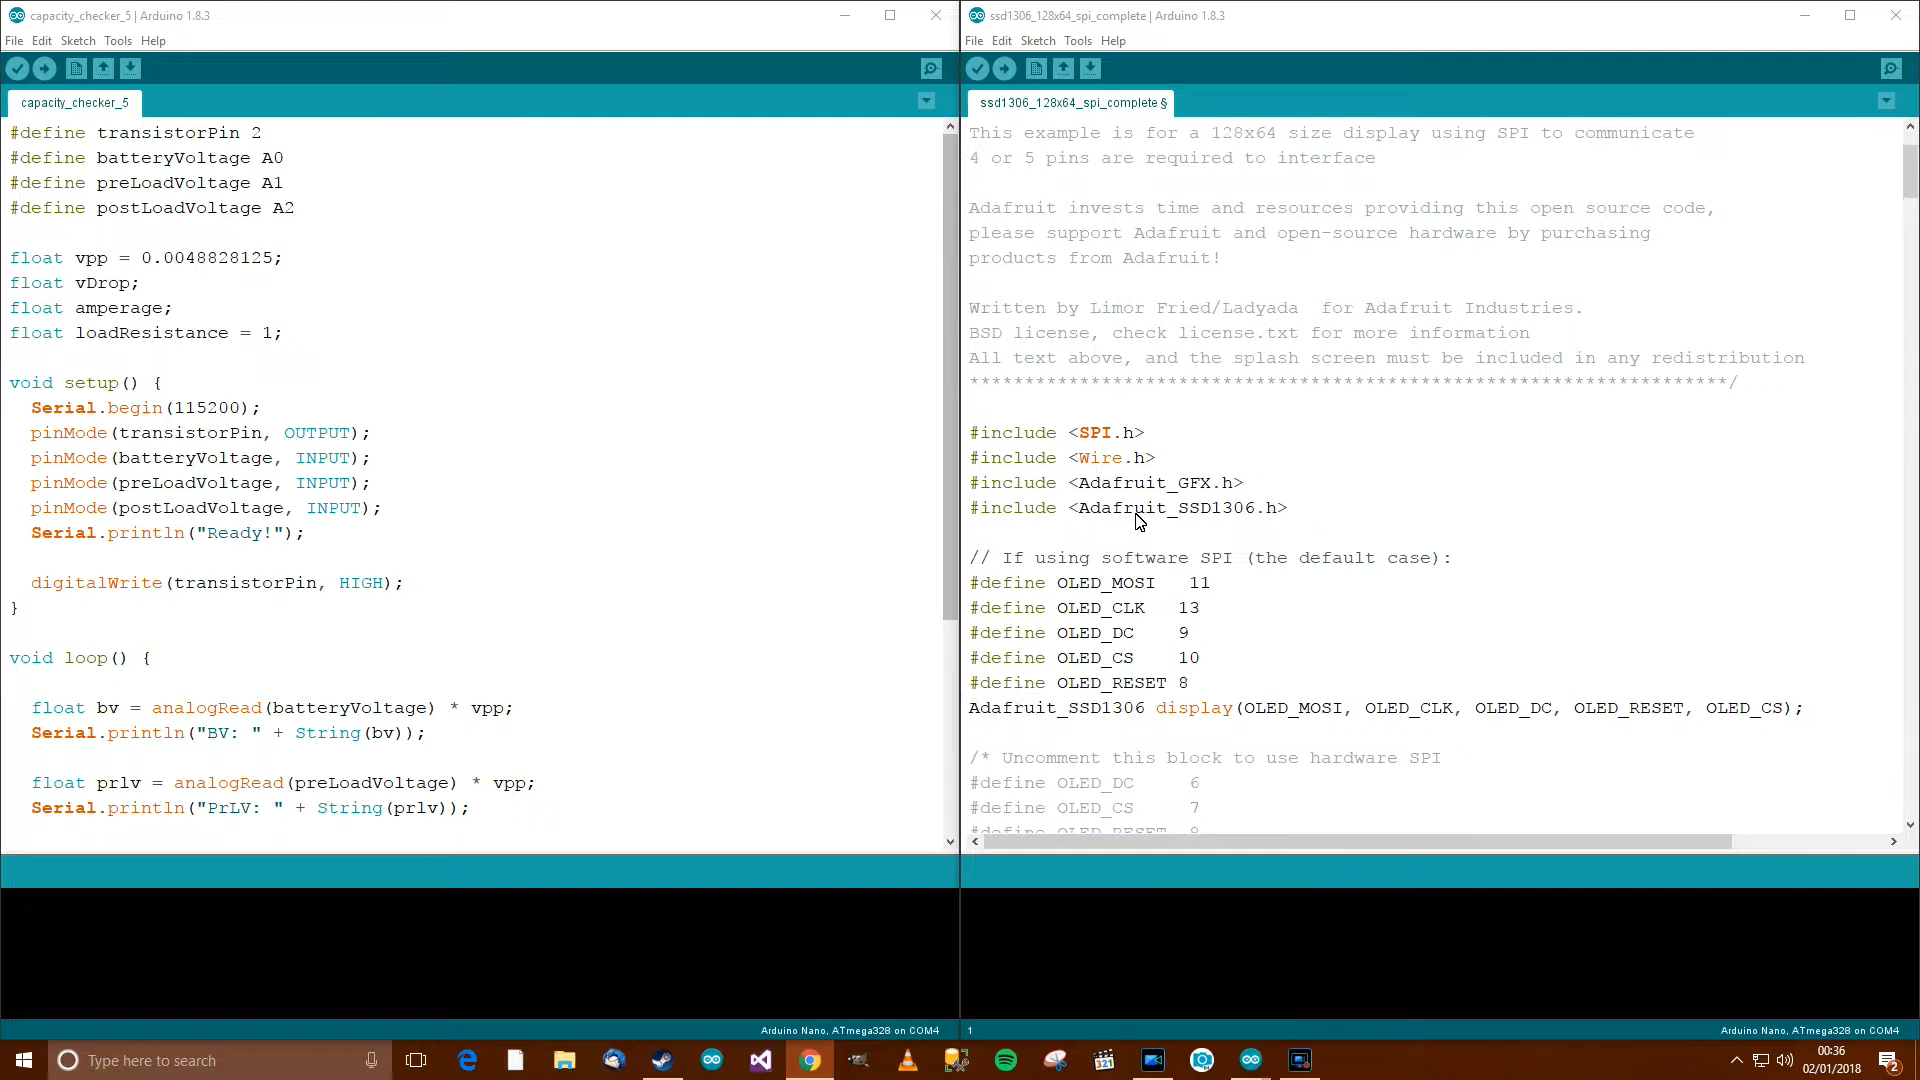 capacity_checker_5 | Arduino 1.8.3
File Edit Sketch Tools Help
capacity_checker_5
#define transistorPin 2
#define batteryVoltage A0
#define preLoadVoltage A1
#define postLoadVoltage A2
float vpp = 0.0048828125;
float vDrop;
float amperage;
float loadResistance = 1;
void setup() {
Serial.begin(115200);
pinMode(transistorPin, OUTPUT);
pinMode(batteryVoltage, INPUT);
pinMode(preLoadVoltage, INPUT);
pinMode(postLoadVoltage, INPUT);
Serial.println("Ready!");
digitalWrite(transistorPin, HIGH);
}
void loop() {
float bv = analogRead(batteryVoltage) * vpp;
Serial.println("BV: " + String(bv));
float prlv = analogRead(preLoadVoltage) * vpp;
Serial.println("PrLV: " + String(prlv));
Arduino Nano, ATmega328 on COM4
ssd1306_128x64_spi_complete | Arduino 1.8.3
File Edit Sketch Tools Help
ssd1306_128x64_spi_complete §
This example is for a 128x64 size display using SPI to communicate
4 or 5 pins are required to interface
Adafruit invests time and resources providing this open source code,
please support Adafruit and open-source hardware by purchasing
products from Adafruit!
Written by Limor Fried/Ladyada  for Adafruit Industries.
BSD license, check license.txt for more information
All text above, and the splash screen must be included in any redistribution
*********************************************************************/
#include <SPI.h>
#include <Wire.h>
#include <Adafruit_GFX.h>
#include <Adafruit_SSD1306.h>
// If using software SPI (the default case):
#define OLED_MOSI   11
#define OLED_CLK   13
#define OLED_DC    9
#define OLED_CS    10
#define OLED_RESET 8
Adafruit_SSD1306 display(OLED_MOSI, OLED_CLK, OLED_DC, OLED_RESET, OLED_CS);
/* Uncomment this block to use hardware SPI
#define OLED_DC     6
#define OLED_CS     7
#define OLED_RESET  8
1
Arduino Nano, ATmega328 on COM4
Type here to search
321
00:36
02/01/2018
2